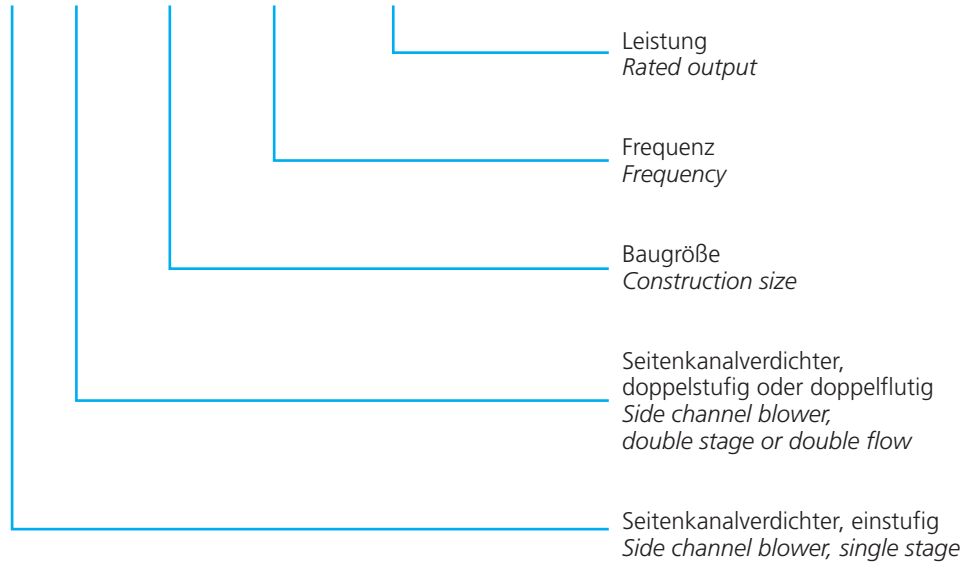 Leistung
Rated output
Frequenz
Frequency
Baugröße
Construction size
Seitenkanalverdichter,
doppelstufig oder doppelflutig
Side channel blower,
double stage or double flow
Seitenkanalverdichter, einstufig
Side channel blower, single stage